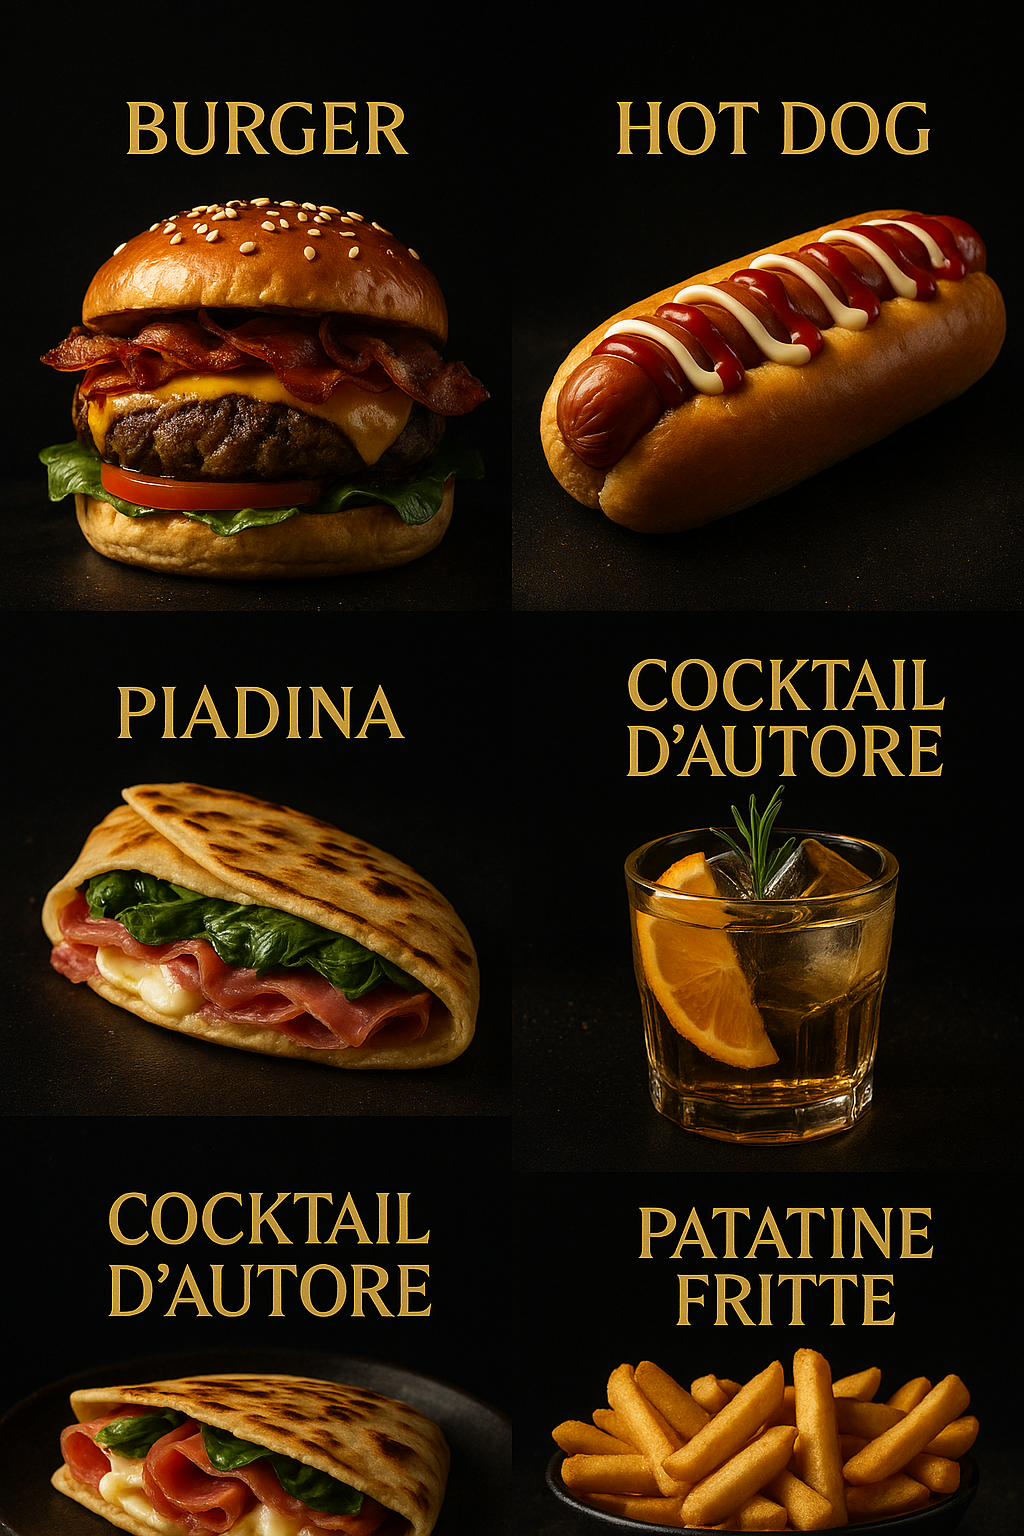 BURGER
HOT DOG
PIADINA
COCKTAIL
D’AUTORE
COCKTAIL
D’AUTORE
PATATINE
FRITTE